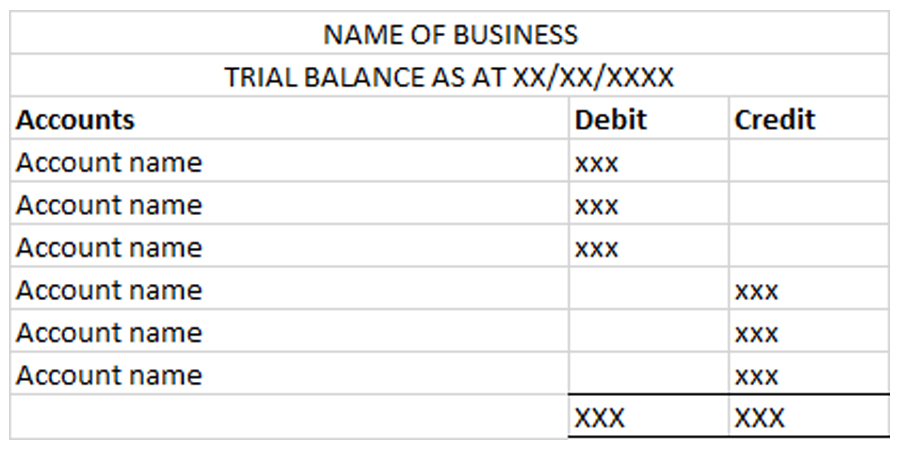 NAME OF BUSINESS
TRIAL BALANCE AS AT XX/XX/XXXX
Accounts Debit Credit
Account name xxx
Account name xxx
Account name xxx
Account name xxx
Account name xxx
Account name xxx
XXX XXX